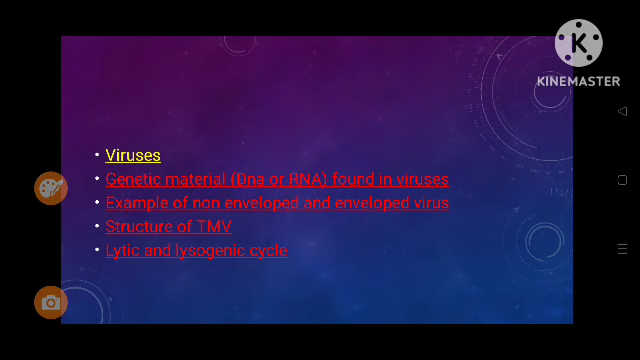 K
KINEMASTER
• Viruses
• Genetic material (Dna or RNA) found in viruses
• Example of non enveloped and enveloped virus
• Structure of TMV
• Lytic and lysogenic cycle